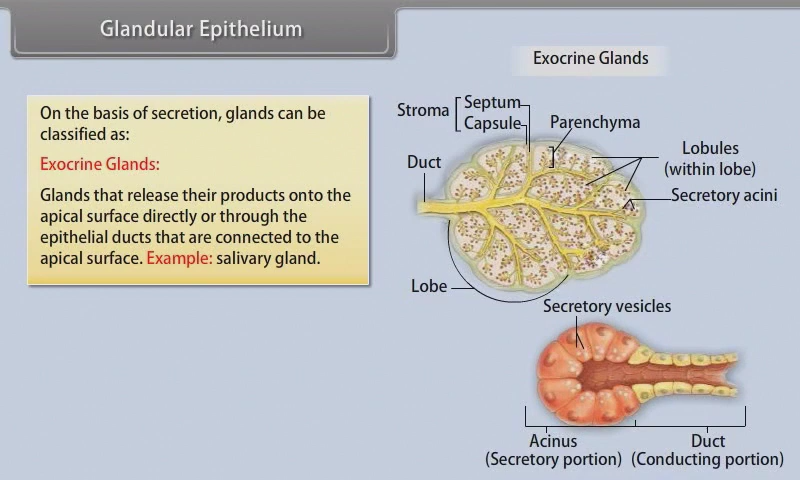 Glandular Epithelium
On the basis of secretion, glands can be
classified as:
Exocrine Glands:
Glands that release their products onto the
apical surface directly or through the
epithelial ducts that are connected to the
apical surface. Example: salivary gland.
Exocrine Glands
Stroma
Septum
Capsule
Parenchyma
Duct
Lobules
(within lobe)
Secretory acini
Lobe
Secretory vesicles
Acinus
(Secretory portion)
Duct
(Conducting portion)